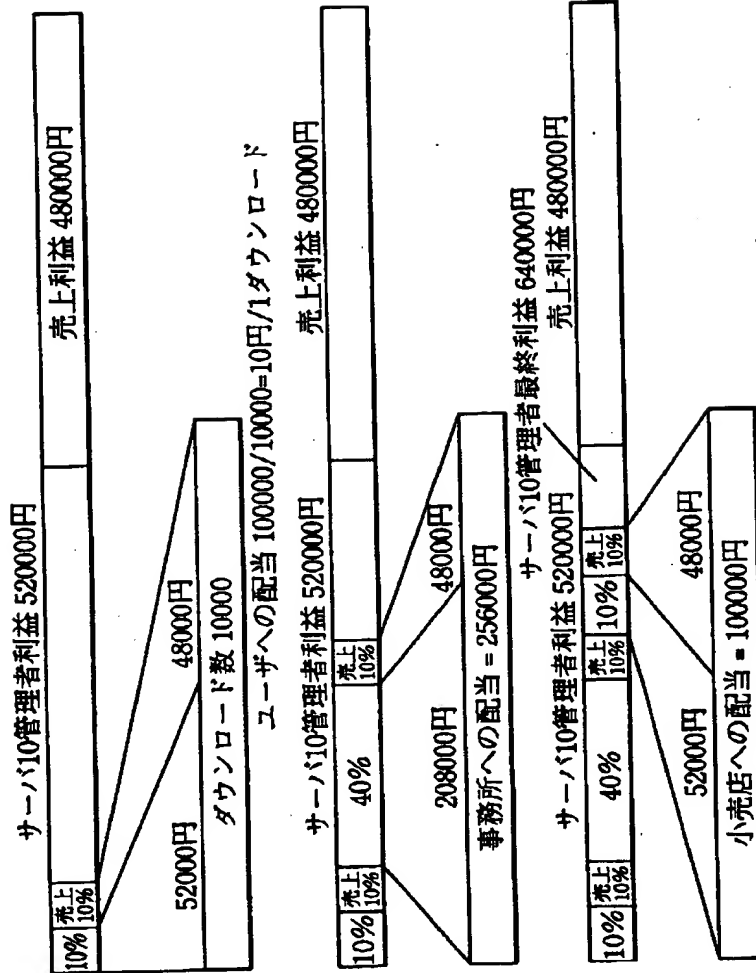 サーバ10管理者利益 520000円
10%
売上
10%
売上利益 480000円
52000円
48000円
ダウンロード数 10000
ユーザへの配当 100000/10000=10円/1ダウンロード
サーバ10管理者利益 520000円
売上利益 480000円
10%
売上
10%
40%
売上
10%
208000円
48000円
事務所への配当 = 256000円
サーバ10管理者最終利益 640000円
サーバ10管理者利益 520000円
売上利益 480000円
10%
売上
10%
40%
売上
10%
10%
売上
10%
52000円
48000円
小売店への配当 = 100000円